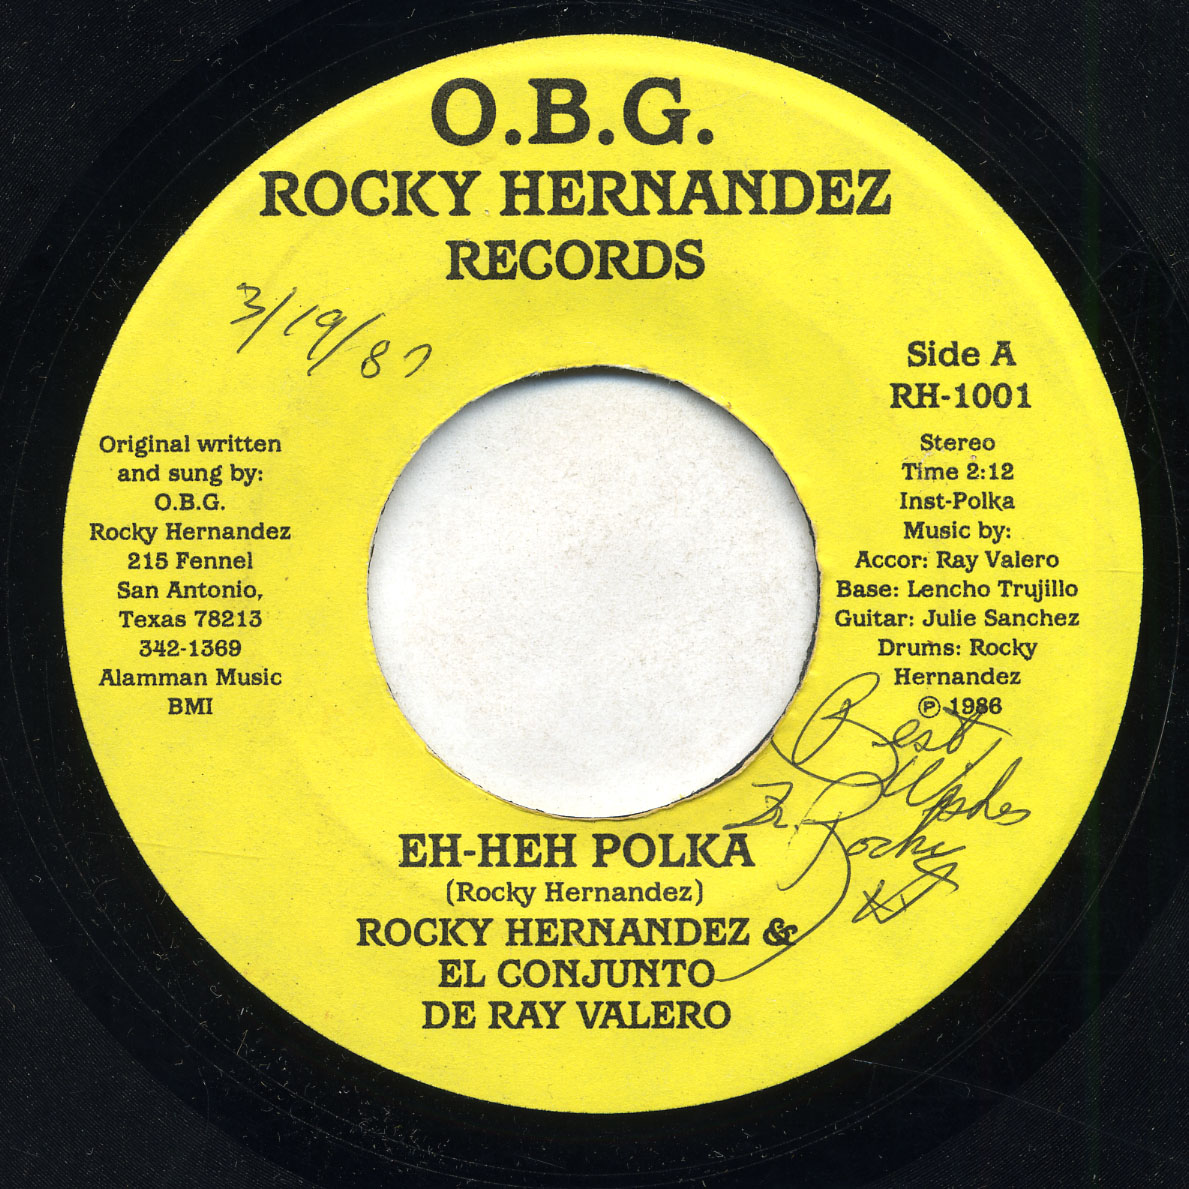 O.B.G.
ROCKY HERNANDEZ
RECORDS
3/19/87
Side A
RH-1001
Original written
and sung by:
O.B.G.
Rocky Hernandez
215 Fennel
San Antonio,
Texas 78213
342-1369
Alamman Music
BMI
Stereo
Time 2:12
Inst-Polka
Music by:
Accor: Ray Valero
Base: Lencho Trujillo
Guitar: Julie Sanchez
Drums: Rocky
Hernandez
℗ 1986
Best
Wishes
Rocky
EH-HEH POLKA
(Rocky Hernandez)
ROCKY HERNANDEZ &
EL CONJUNTO
DE RAY VALERO